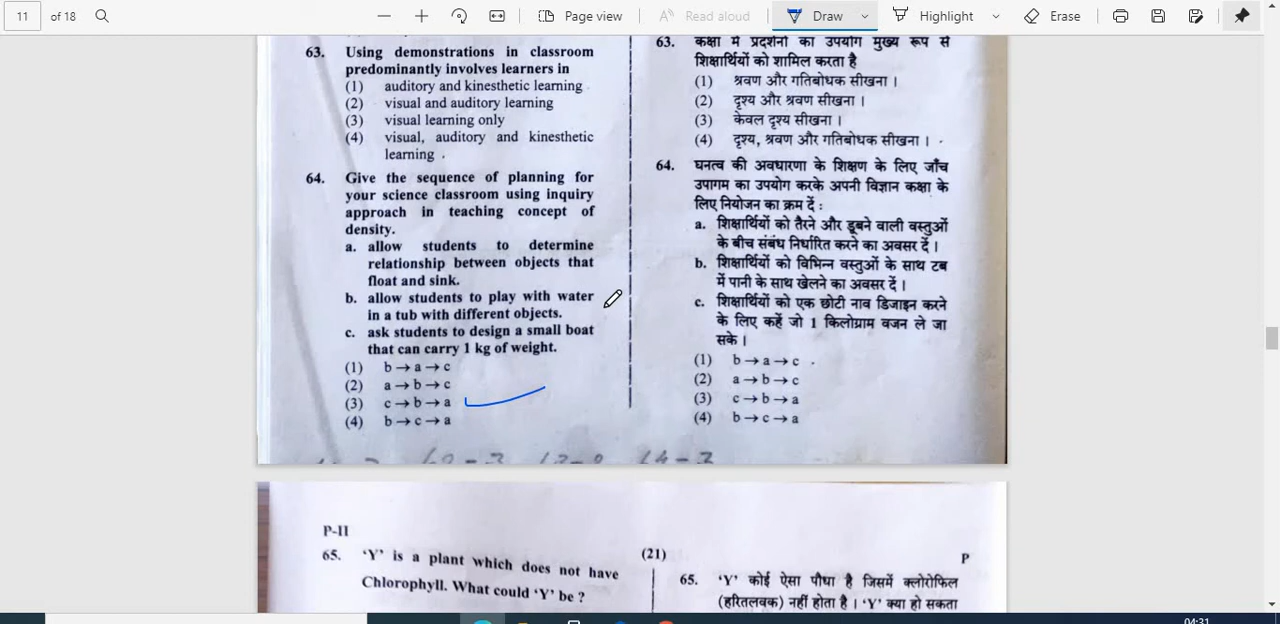 11 of 18
Page view
Read aloud
Draw
Highlight
Erase
63. Using demonstrations in classroom
predominantly involves learners in
(1) auditory and kinesthetic learning
(2) visual and auditory learning
(3) visual learning only
(4) visual, auditory and kinesthetic
learning .
64. Give the sequence of planning for
your science classroom using inquiry
approach in teaching concept of
density.
a. allow students to determine
relationship between objects that
float and sink.
b. allow students to play with water
in a tub with different objects.
c. ask students to design a small boat
that can carry 1 kg of weight.
(1) b→a→c
(2) a→b→c
(3) c→b→a
(4) b→c→a
63. कक्षा में प्रदर्शनों का उपयोग मुख्य रूप से
शिक्षार्थियों को शामिल करता है
(1) श्रवण और गतिबोधक सीखना ।
(2) दृश्य और श्रवण सीखना ।
(3) केवल दृश्य सीखना ।
(4) दृश्य, श्रवण और गतिबोधक सीखना ।
64. घनत्व की अवधारणा के शिक्षण के लिए जाँच
उपागम का उपयोग करके अपनी विज्ञान कक्षा के
लिए नियोजन का क्रम दें :
a. शिक्षार्थियों को तैरने और डूबने वाली वस्तुओं
के बीच संबंध निर्धारित करने का अवसर दें ।
b. शिक्षार्थियों को विभिन्न वस्तुओं के साथ टब
में पानी के साथ खेलने का अवसर दें ।
c. शिक्षार्थियों को एक छोटी नाव डिजाइन करने
के लिए कहें जो 1 किलोग्राम वजन ले जा
सके ।
(1) b→a→c
(2) a→b→c
(3) c→b→a
(4) b→c→a
P-II
(21)
P
65. ‘Y’ is a plant which does not have
Chlorophyll. What could ‘Y’ be ?
65. ‘Y’ कोई ऐसा पौधा है जिसमें क्लोरोफिल
(हरितलवक) नहीं होता है । ‘Y’ क्या हो सकता
04:31